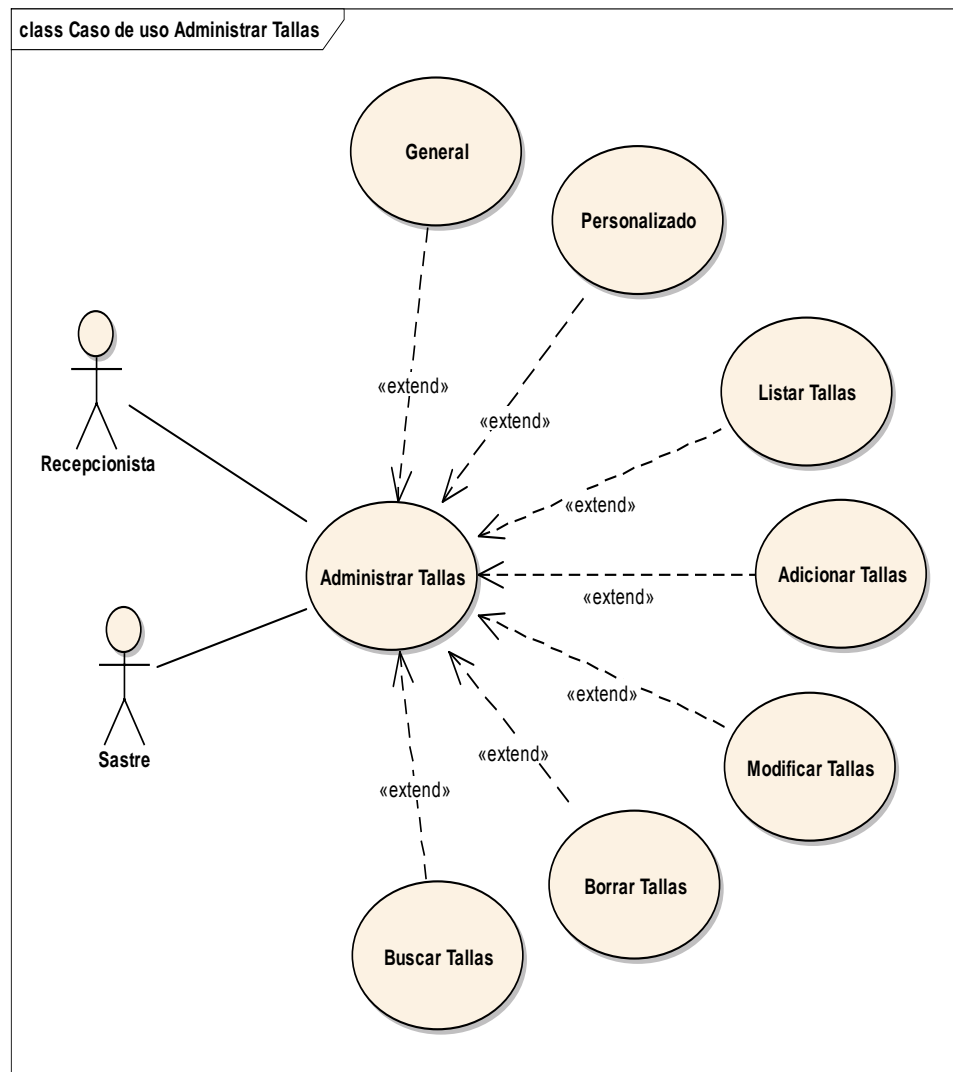 class Caso de uso Administrar Tallas
General
Personalizado
Listar Tallas
«extend»
«extend»
Recepcionista
«extend»
Administrar Tallas
Adicionar Tallas
«extend»
Sastre
«extend»
Modificar Tallas
«extend»
«extend»
Borrar Tallas
Buscar Tallas